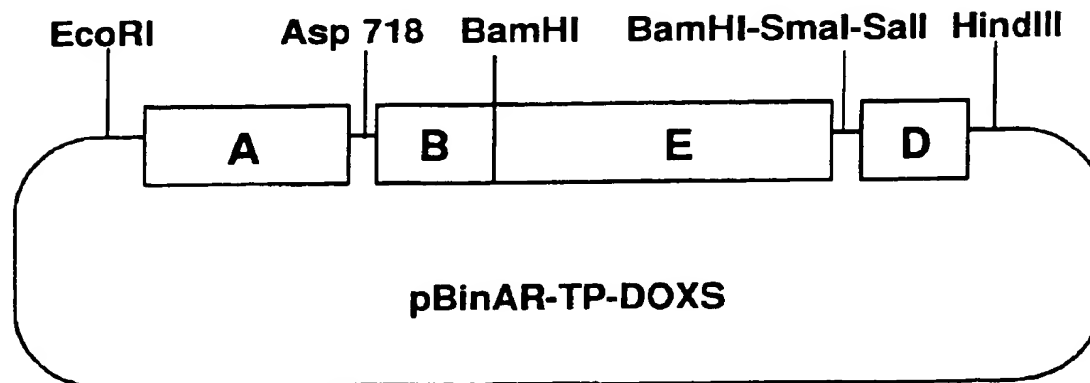 EcoRI Asp 718 BamHI BamHI-SmaI-SalI HindIII
A B E D
pBinAR-TP-DOXS